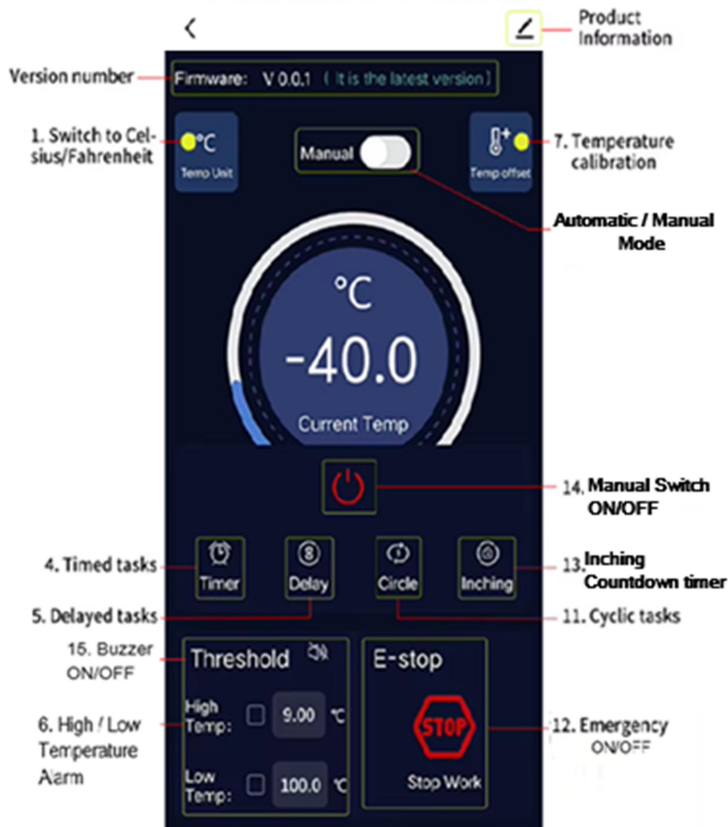 Product
Information
Version number
Firmware: V 0.0.1 ( It is the latest version )
1. Switch to Cel-
sius/Fahrenheit
°C
Temp Unit
Manual
Temp offset
7. Temperature
calibration
Automatic / Manual
Mode
°C
-40.0
Current Temp
14. Manual Switch
ON/OFF
4. Timed tasks
Timer
Delay
Circle
Inching
13. Inching
Countdown timer
5. Delayed tasks
11. Cyclic tasks
15. Buzzer
ON/OFF
Threshold
E-stop
6. High / Low
Temperature
Alarm
High
Temp:
9.00 °C
Low
Temp:
100.0 °C
STOP
Stop Work
12. Emergency
ON/OFF